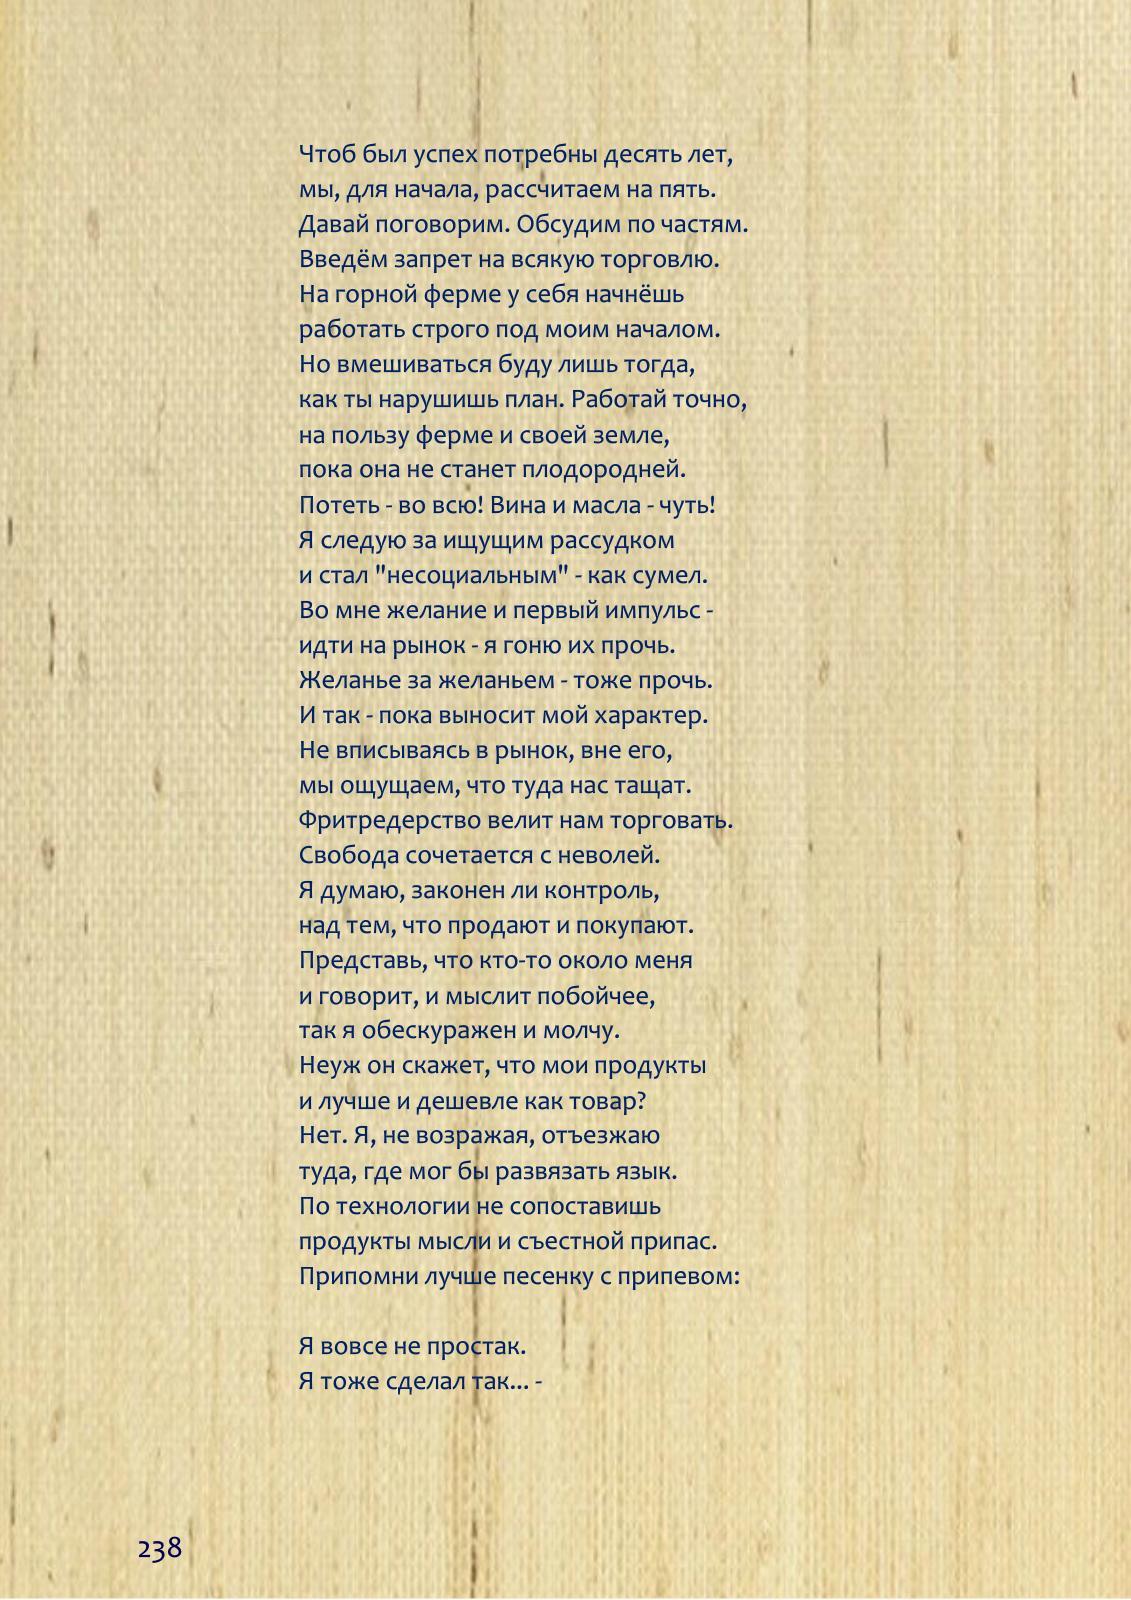 Чтоб был успех потребны десять лет,
мы, для начала, рассчитаем на пять.
Давай поговорим. Обсудим по частям.
Введём запрет на всякую торговлю.
На горной ферме у себя начнёшь
работать строго под моим началом.
Но вмешиваться буду лишь тогда,
как ты нарушишь план. Работай точно,
на пользу ферме и своей земле,
пока она не станет плодородней.
Потеть - во всю! Вина и масла - чуть!
Я следую за ищущим рассудком
и стал "несоциальным" - как сумел.
Во мне желание и первый импульс -
идти на рынок - я гоню их прочь.
Желанье за желаньем - тоже прочь.
И так - пока выносит мой характер.
Не вписываясь в рынок, вне его,
мы ощущаем, что туда нас тащат.
Фритредерство велит нам торговать.
Свобода сочетается с неволей.
Я думаю, законен ли контроль,
над тем, что продают и покупают.
Представь, что кто-то около меня
и говорит, и мыслит побойчее,
так я обескуражен и молчу.
Неуж он скажет, что мои продукты
и лучше и дешевле как товар?
Нет. Я, не возражая, отъезжаю
туда, где мог бы развязать язык.
По технологии не сопоставишь
продукты мысли и съестной припас.
Припомни лучше песенку с припевом:
Я вовсе не простак.
Я тоже сделал так... -
238